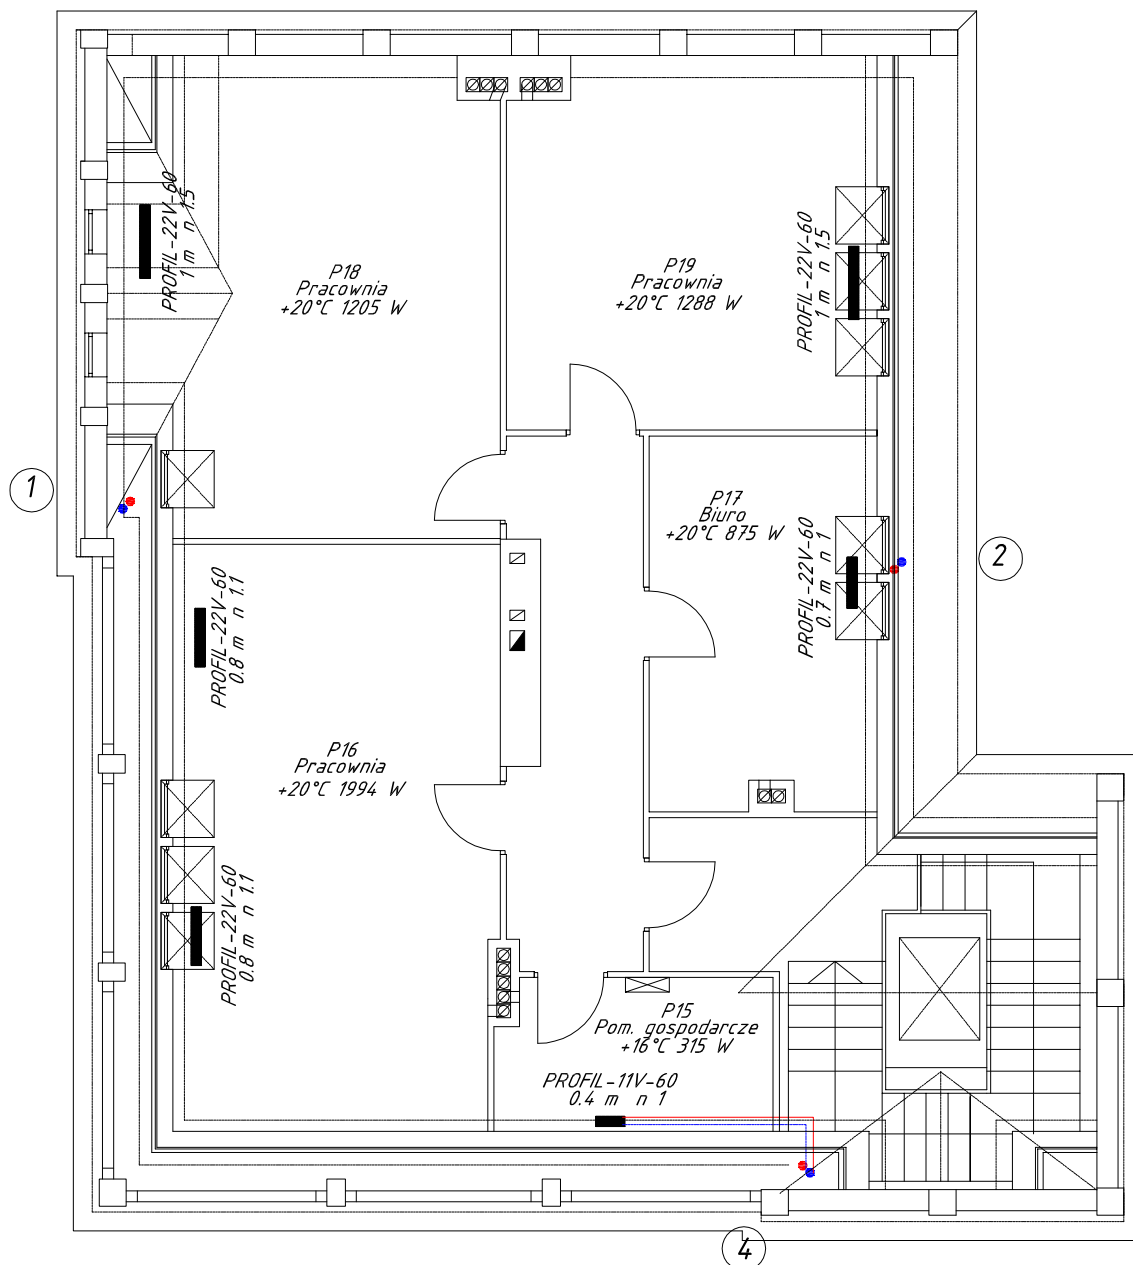 PROFIL-22V-60
1 m n 1.5
P18
Pracownia
+20°C 1205 W
P19
Pracownia
+20°C 1288 W
PROFIL-22V-60
1 m n 1.5
1
P17
Biuro
+20°C 875 W
PROFIL-22V-60
0.7 m n 1
2
PROFIL-22V-60
0.8 m n 1.1
P16
Pracownia
+20°C 1994 W
PROFIL-22V-60
0.8 m n 1.1
P15
Pom. gospodarcze
+16°C 315 W
PROFIL-11V-60
0.4 m n 1
4